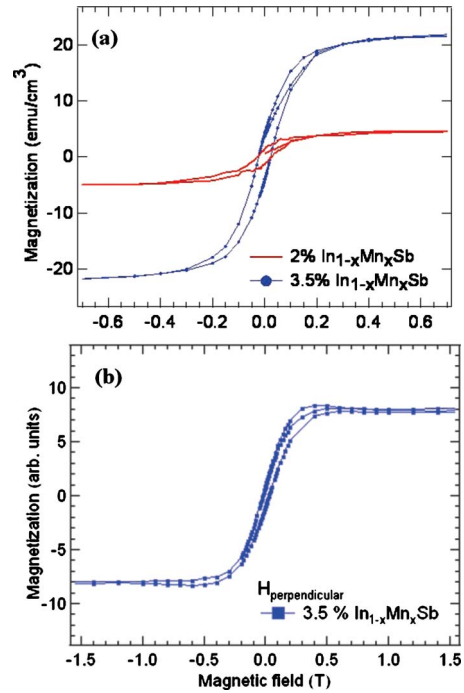 (a)
Magnetization (emu/cm³)
20
10
0
-10
-20
2% In₁₋ₓMnₓSb
3.5% In₁₋ₓMnₓSb
-0.6 -0.4 -0.2 0.0 0.2 0.4 0.6
(b)
Magnetization (arb. units)
10
5
0
-5
-10
H perpendicular
3.5 % In₁₋ₓMnₓSb
-1.5 -1.0 -0.5 0.0 0.5 1.0 1.5
Magnetic field (T)